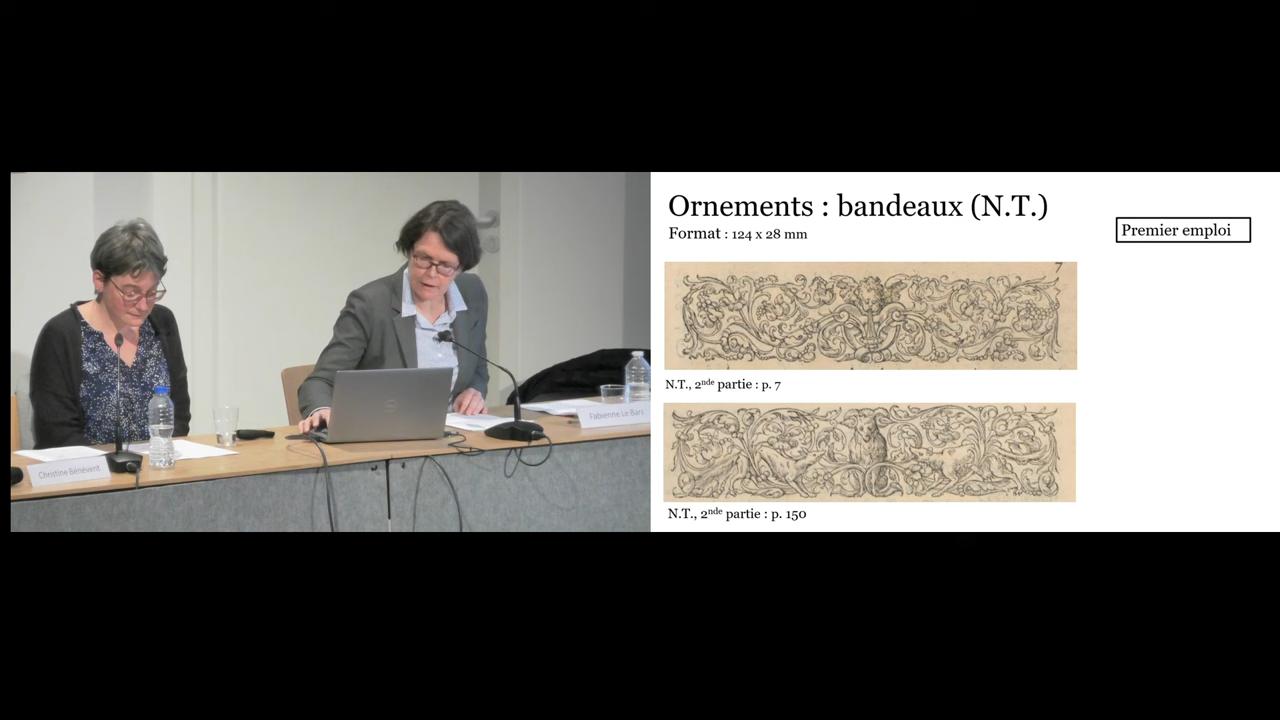 Ornements : bandeaux (N.T.)
Format : 124 x 28 mm
Premier emploi
7
N.T., 2nde partie : p. 7
N.T., 2nde partie : p. 150
Christine Bénévent
Fabienne Le Bars